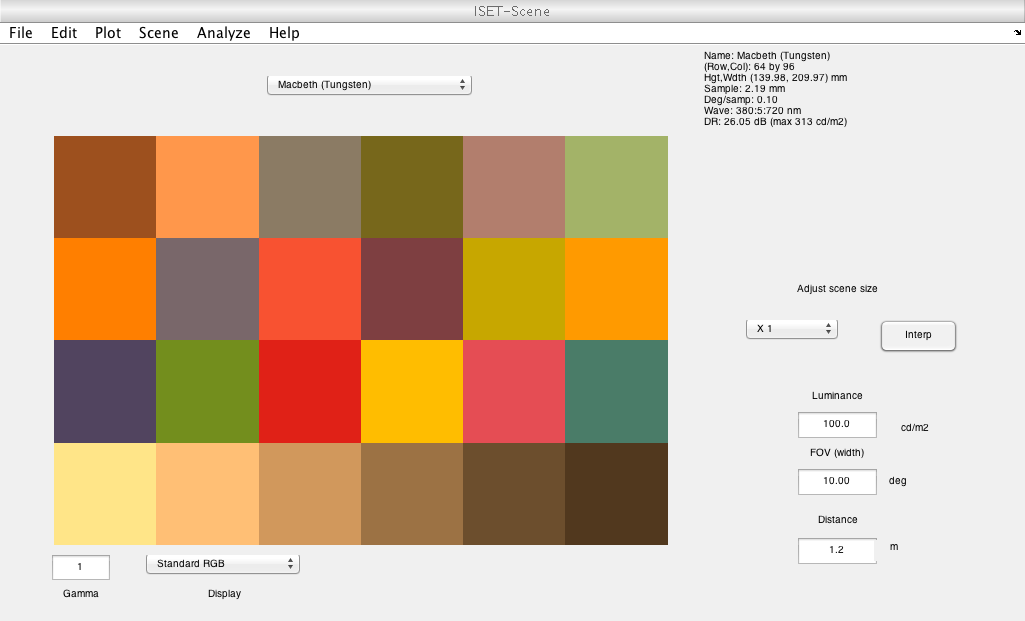 ISET-Scene
File Edit Plot Scene Analyze Help
Macbeth (Tungsten)
Name: Macbeth (Tungsten)
(Row,Col): 64 by 96
Hgt,Wdth (139.98, 209.97) mm
Sample: 2.19 mm
Deg/samp: 0.10
Wave: 380:5:720 nm
DR: 26.05 dB (max 313 cd/m2)
Adjust scene size
X 1
Interp
Luminance
100.0 cd/m2
FOV (width)
10.00 deg
Distance
1.2 m
1
Standard RGB
Gamma
Display